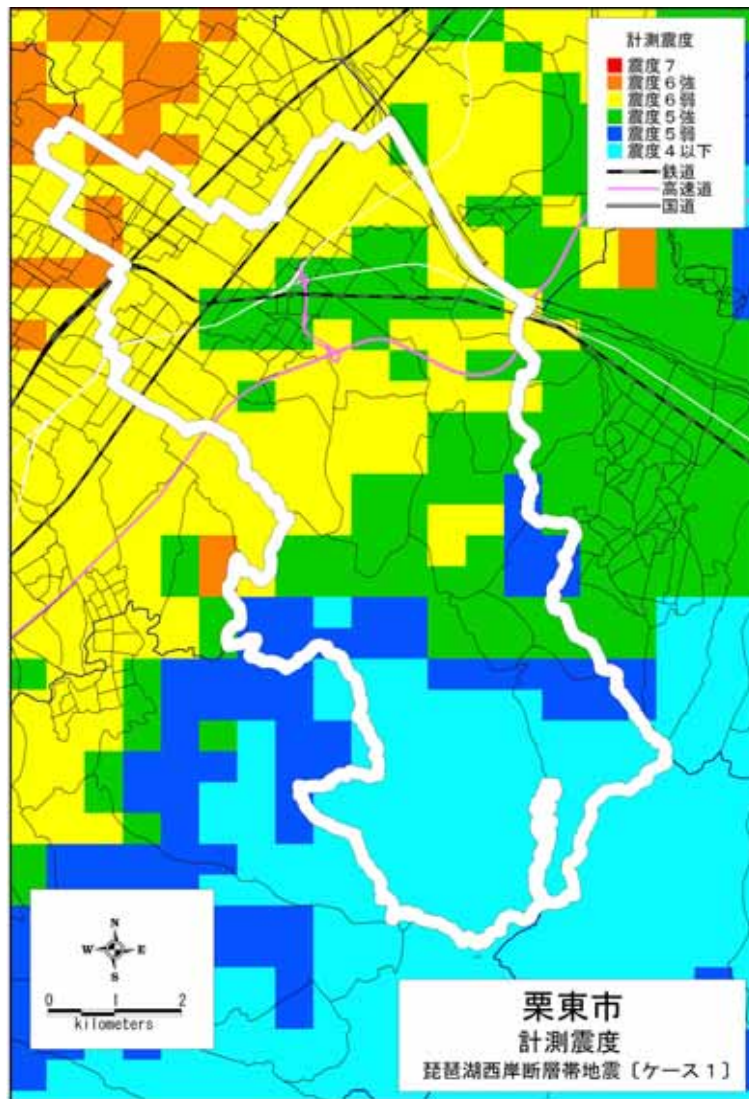 計測震度
震度7
震度6強
震度6弱
震度5強
震度5弱
震度4以下
鉄道
高速道
国道
N
W E
S
0 1 2
kilometers
栗東市
計測震度
琵琶湖西岸断層帯地震〔ケース1〕